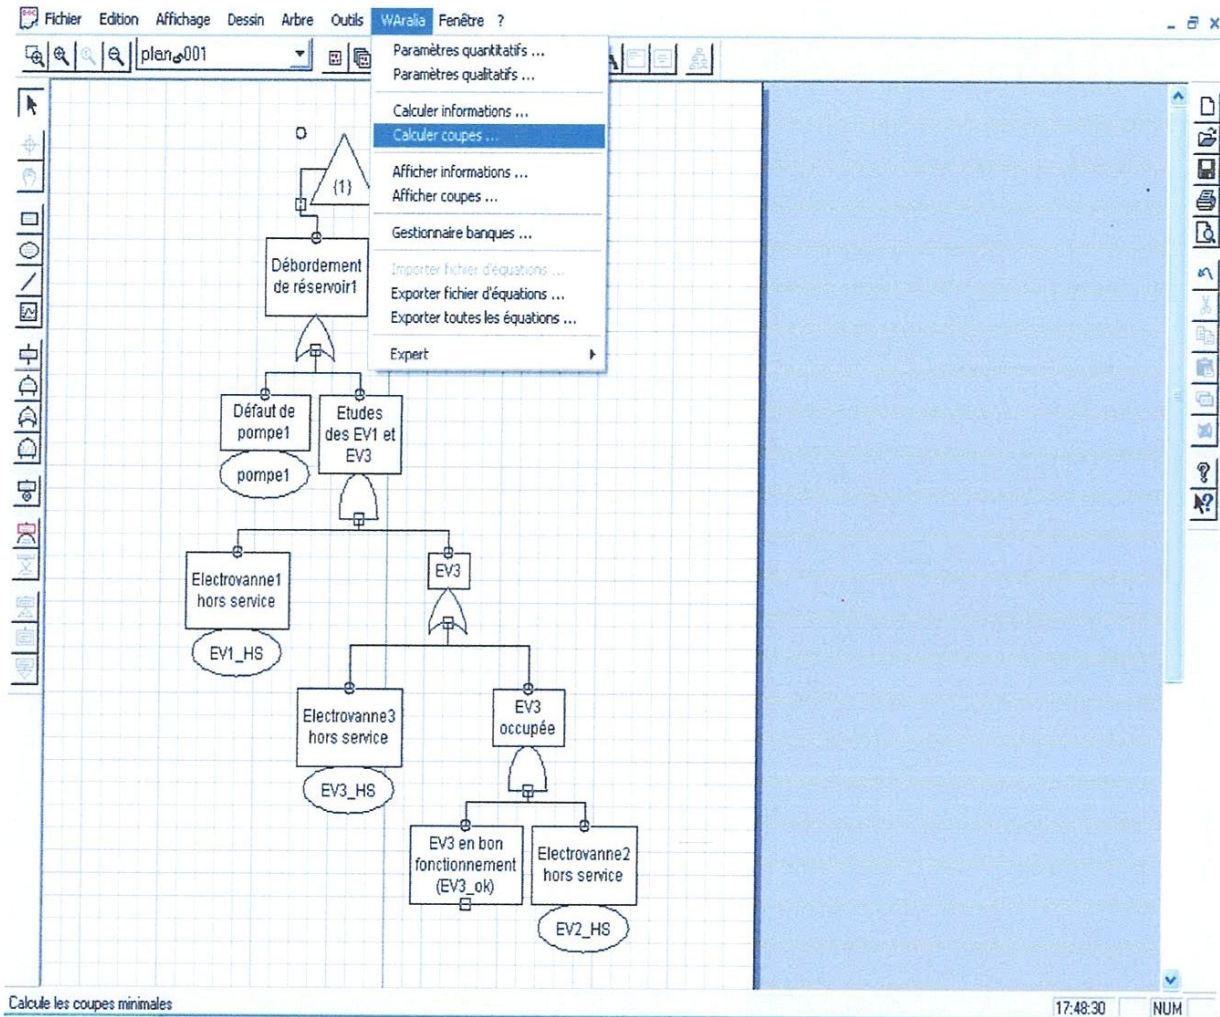 Fichier Edition Affichage Dessin Arbre Outils WAralia Fenêtre ?
plan 001
Paramètres quantitatifs ...
Paramètres qualitatifs ...
Calculer informations ...
Calculer coupes ...
Afficher informations ...
Afficher coupes ...
Gestionnaire banques ...
Importer fichier d'équations ...
Exporter fichier d'équations ...
Exporter toutes les équations ...
Expert
{1}
Débordement
de réservoir1
Défaut de
pompe1
pompe1
Etudes
des EV1 et
EV3
Electrovanne1
hors service
EV1_HS
EV3
Electrovanne3
hors service
EV3_HS
EV3
occupée
EV3 en bon
fonctionnement
(EV3_ok)
Electrovanne2
hors service
EV2_HS
Calcule les coupes minimales
17:48:30 NUM